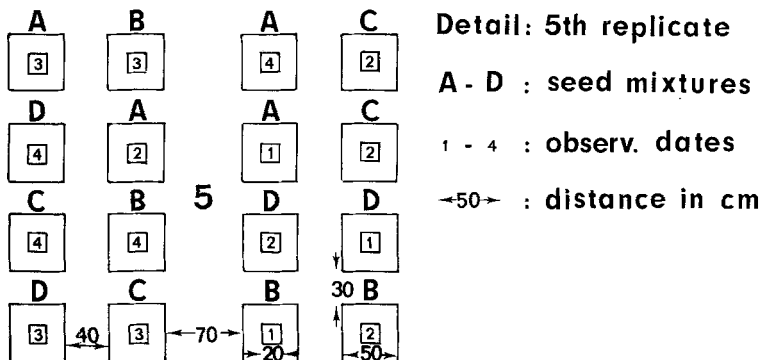 A B A C Detail: 5th replicate
3 3 4 2
A - D : seed mixtures
D A A C
4 2 1 2
1 - 4 : observ. dates
C B 5 D D
←50→ : distance in cm
4 4 2 1
D C B 30 B
3 40 3 70 1 2
20 50